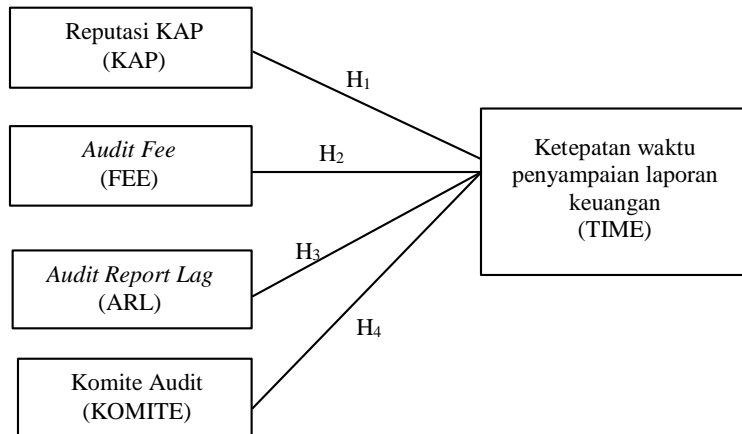 Reputasi KAP
(KAP)
H1
Audit Fee
(FEE)
H2
Ketepatan waktu
penyampaian laporan
keuangan
(TIME)
Audit Report Lag
(ARL)
H3
Komite Audit
(KOMITE)
H4